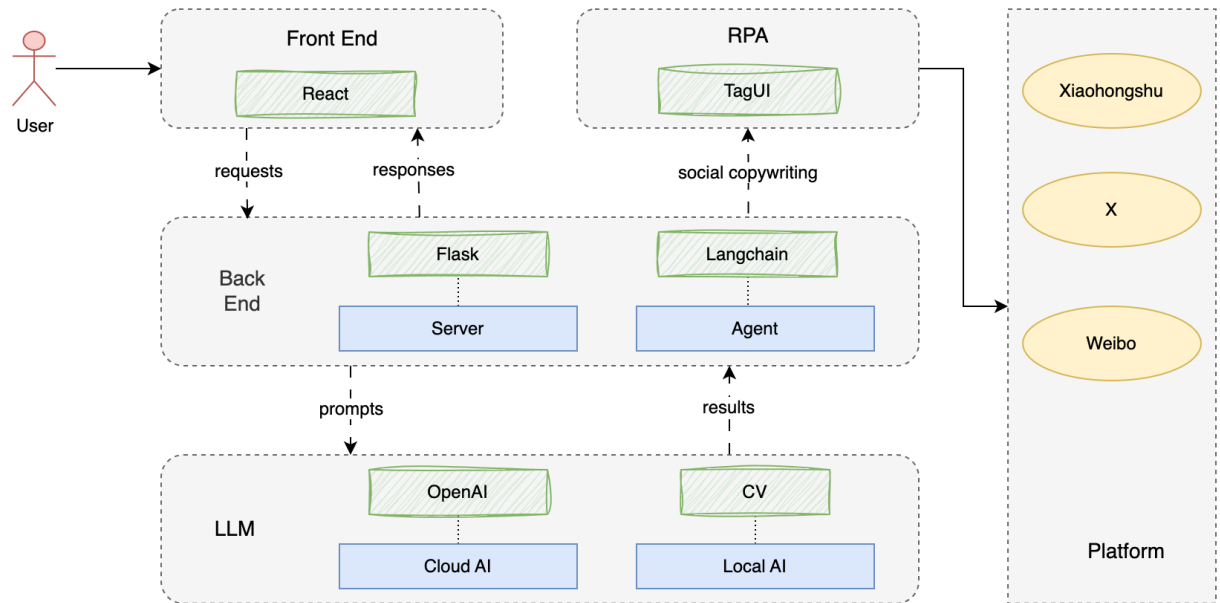 Front End
React
User
RPA
TagUI
Xiaohongshu
X
Weibo
Platform
requests
responses
social copywriting
Back
End
Flask
Server
Langchain
Agent
prompts
results
LLM
OpenAI
Cloud AI
CV
Local AI